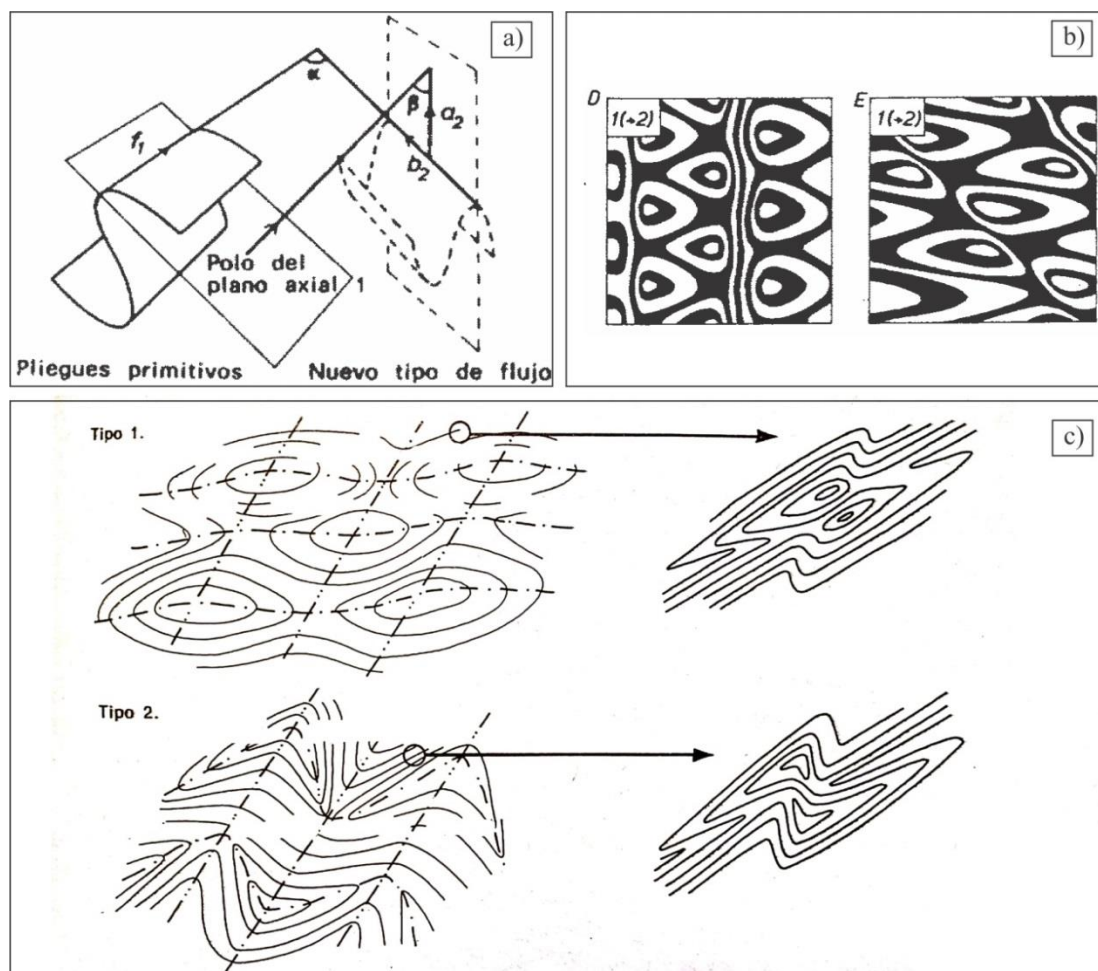 a)
α
β
f₁
a₂
b₂
Polo del
plano axial 1
Pliegues primitivos
Nuevo tipo de flujo
b)
D
1(→2)
E
1(→2)
c)
Tipo 1.
Tipo 2.